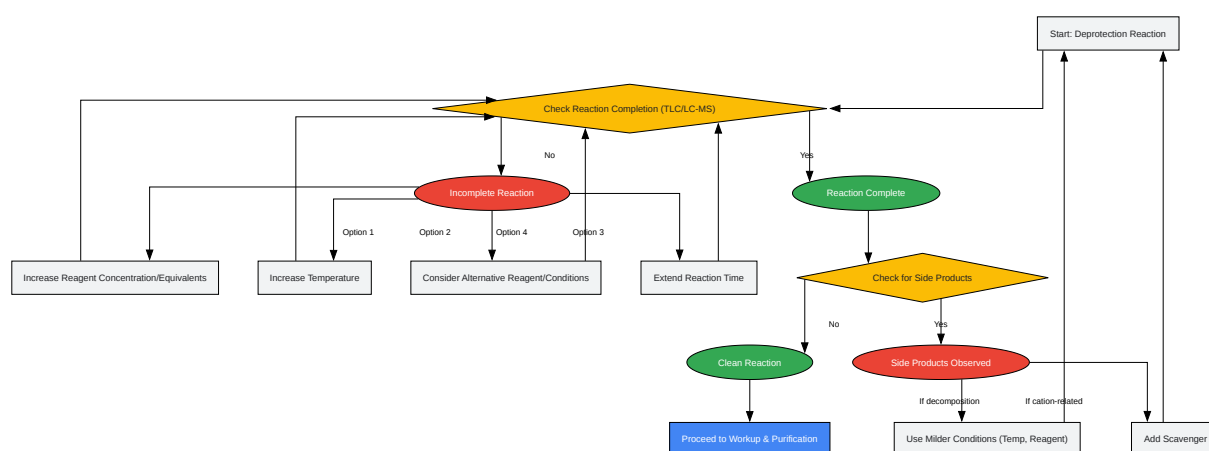 Start: Deprotection Reaction
Check Reaction Completion (TLC/LC-MS)
No
Yes
Incomplete Reaction
Reaction Complete
Option 1
Option 2
Option 4
Option 3
Increase Reagent Concentration/Equivalents
Increase Temperature
Consider Alternative Reagent/Conditions
Extend Reaction Time
Check for Side Products
No
Yes
Clean Reaction
Side Products Observed
If decomposition
If cation-related
Proceed to Workup & Purification
Use Milder Conditions (Temp, Reagent)
Add Scavenger